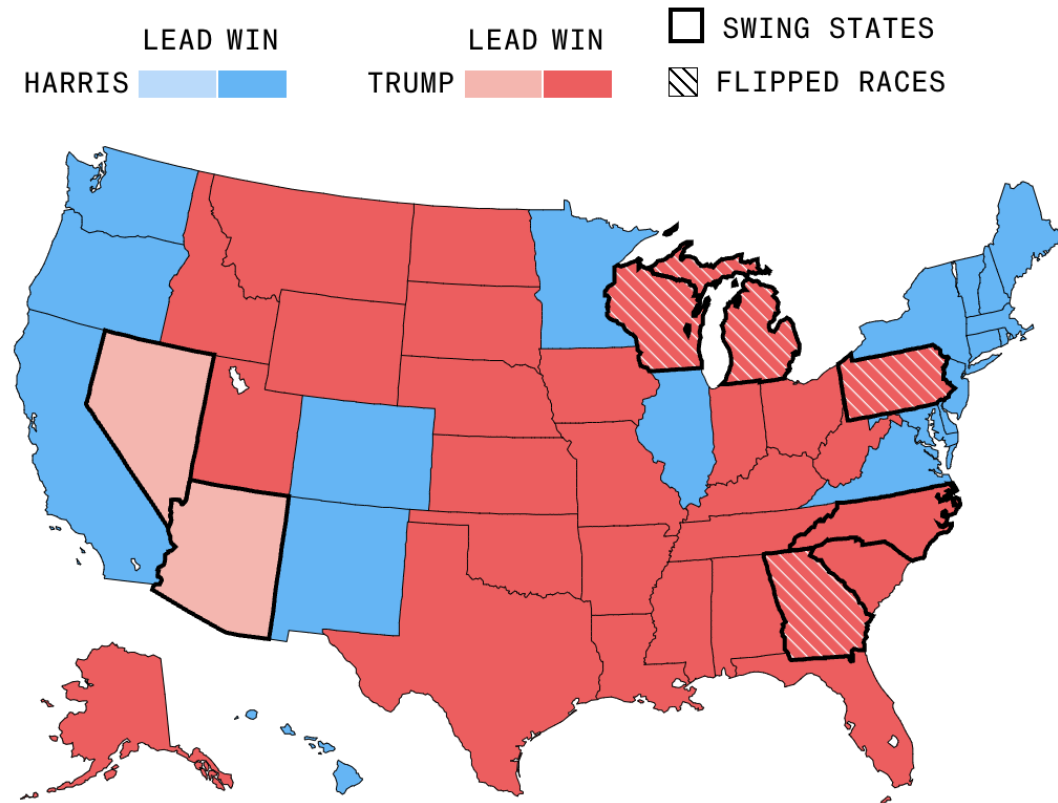 LEAD WIN
HARRIS
LEAD WIN
TRUMP
SWING STATES
FLIPPED RACES